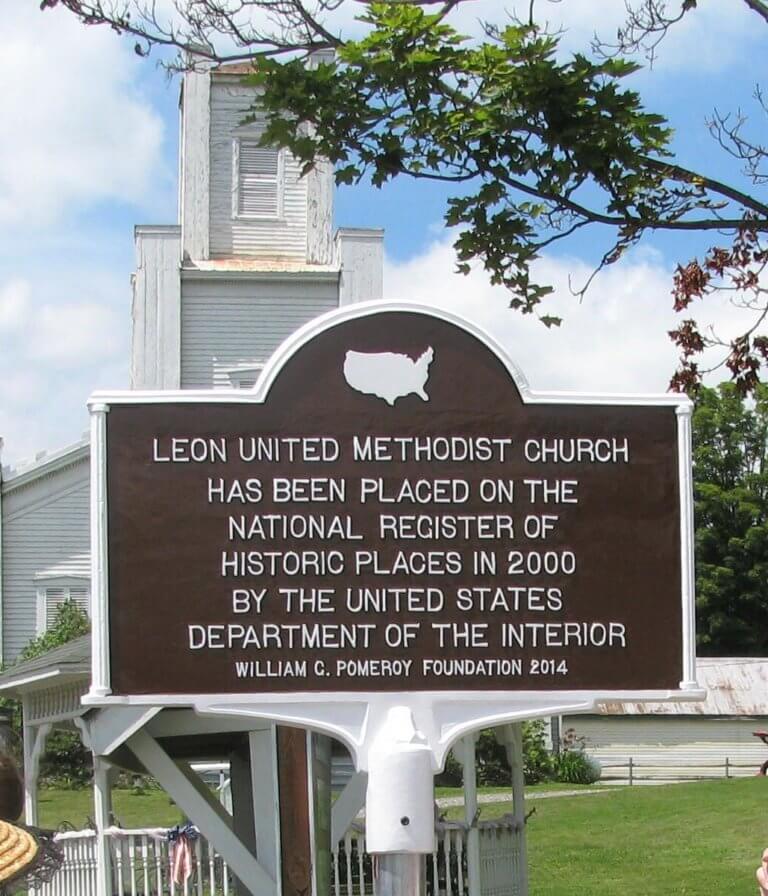 LEON UNITED METHODIST CHURCH
HAS BEEN PLACED ON THE
NATIONAL REGISTER OF
HISTORIC PLACES IN 2000
BY THE UNITED STATES
DEPARTMENT OF THE INTERIOR
WILLIAM G. POMEROY FOUNDATION 2014